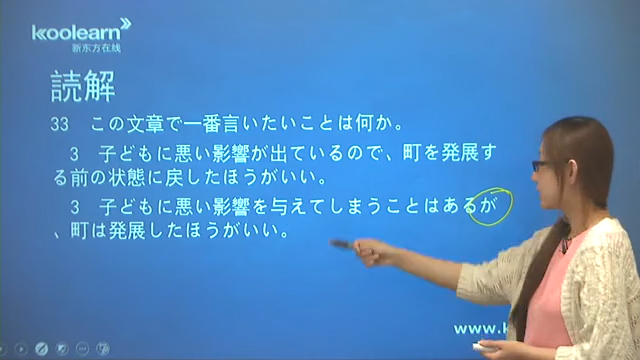 koolearn
新东方在线
読解
33 この文章で一番言いたいことは何か。
3 子どもに悪い影響が出ているので、町を発展す
る前の状態に戻したほうがいい。
3 子どもに悪い影響を与えてしまうことはあるが
、町は発展したほうがいい。
www.k